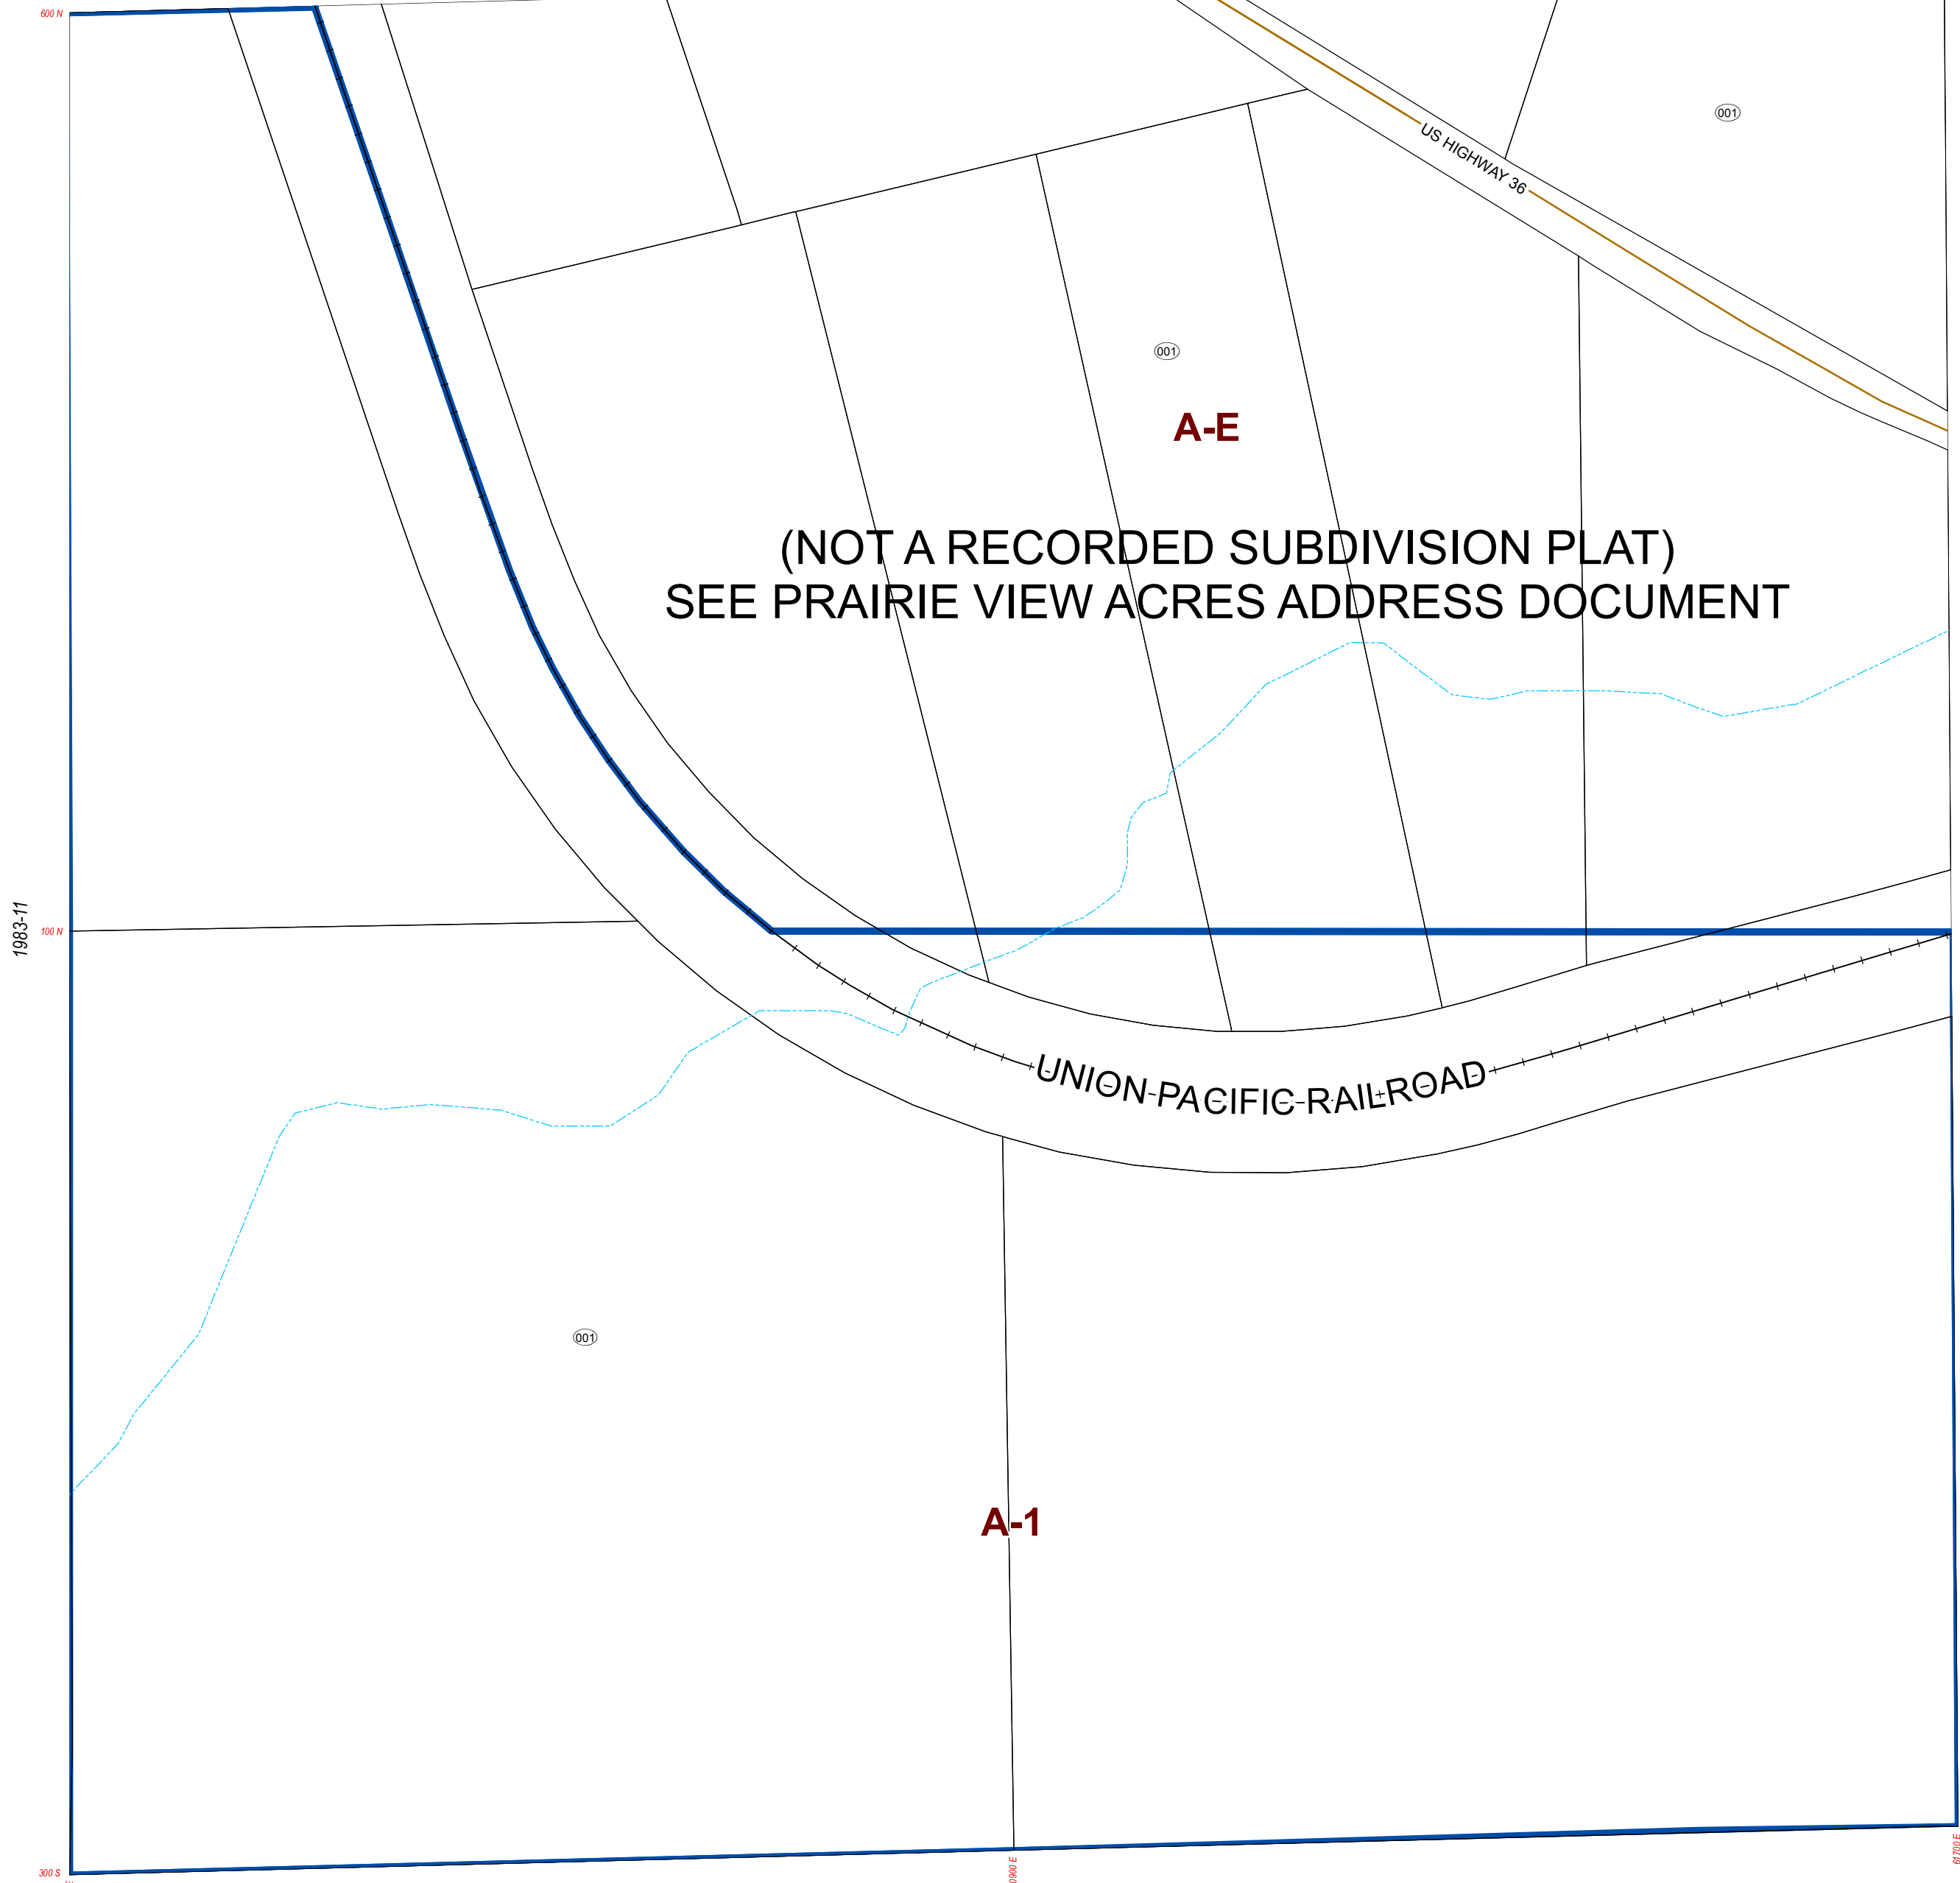 600 N
001
US HIGHWAY 36
001
A-E
(NOT A RECORDED SUBDIVISION PLAT)
SEE PRAIRIE VIEW ACRES ADDRESS DOCUMENT
1983-11
100 N
UNION PACIFIC RAILROAD
001
A-1
300 S
0900 E
61700 E